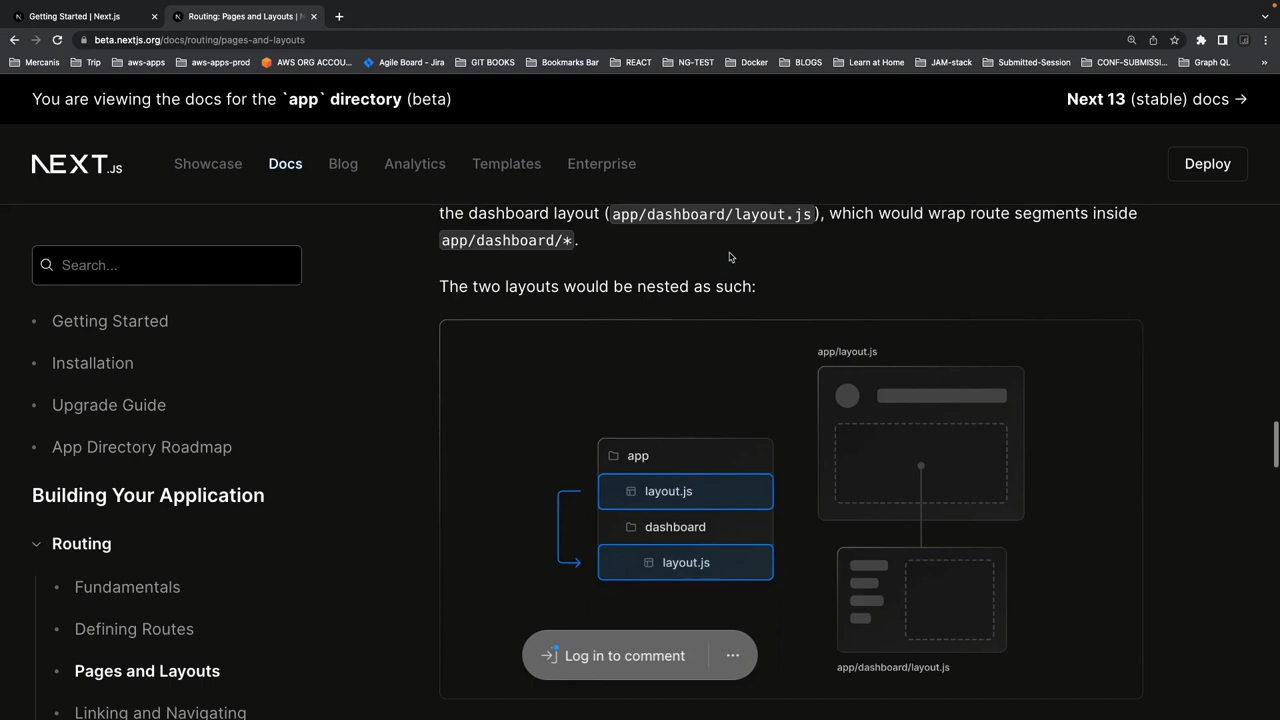 Getting Started | Next.js
Routing: Pages and Layouts | N
beta.nextjs.org/docs/routing/pages-and-layouts
Mercanis
Trip
aws-apps
aws-apps-prod
AWS ORG ACCOU...
Agile Board - Jira
GIT BOOKS
Bookmarks Bar
REACT
NG-TEST
Docker
BLOGS
Learn at Home
JAM-stack
Submitted-Session
CONF-SUBMISSI...
Graph QL
You are viewing the docs for the `app` directory (beta)
Next 13 (stable) docs →
NEXT.JS
Showcase
Docs
Blog
Analytics
Templates
Enterprise
Deploy
the dashboard layout (app/dashboard/layout.js), which would wrap route segments inside
app/dashboard/*.
Search...
The two layouts would be nested as such:
Getting Started
Installation
Upgrade Guide
App Directory Roadmap
Building Your Application
Routing
Fundamentals
Defining Routes
Pages and Layouts
Linking and Navigating
app/layout.js
app
layout.js
dashboard
layout.js
app/dashboard/layout.js
Log in to comment